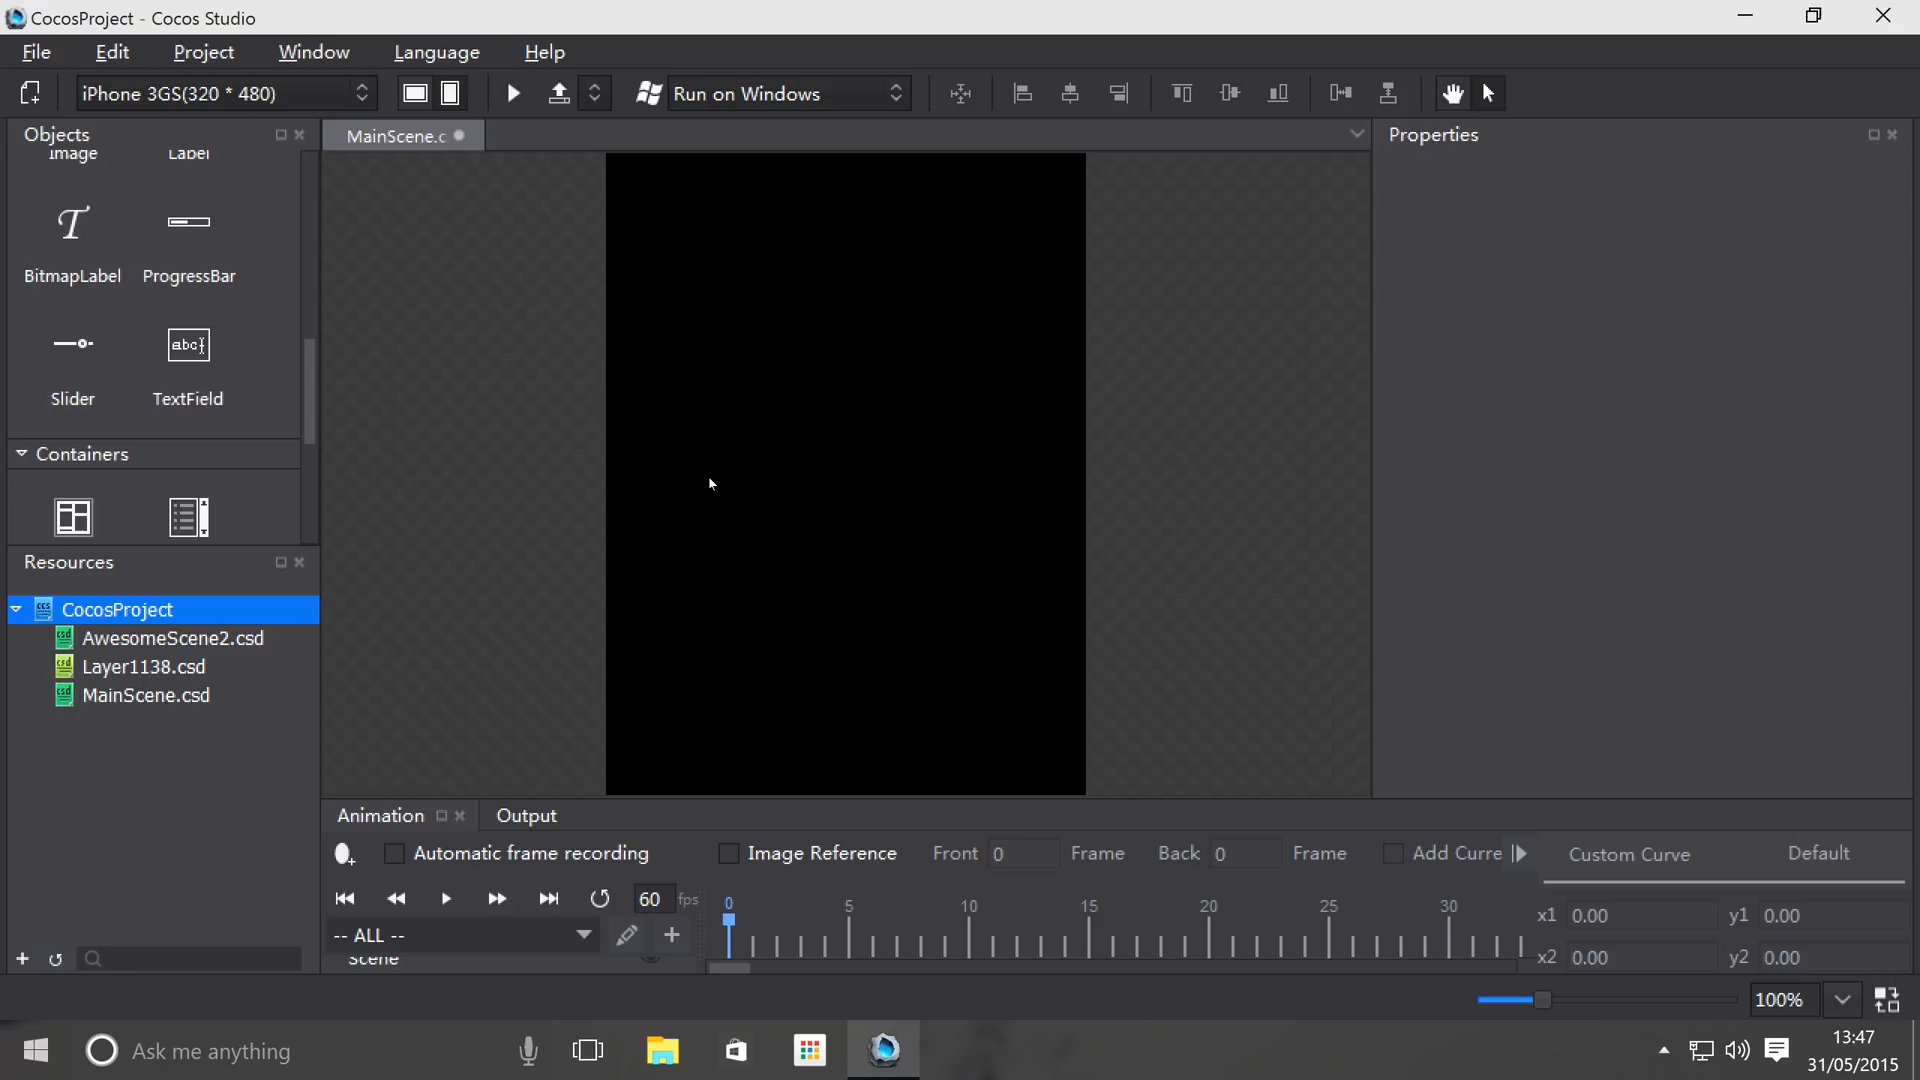 CocosProject - Cocos Studio
File Edit Project Window Language Help
iPhone 3GS(320 * 480)
Run on Windows
Objects
MainScene.c
Properties
Image Label
T
BitmapLabel ProgressBar
abc
Slider TextField
Containers
Resources
CocosProject
AwesomeScene2.csd
Layer1138.csd
MainScene.csd
Animation Output
Automatic frame recording Image Reference Front 0 Frame Back 0 Frame Add Curre Custom Curve Default
60 fps 0 5 10 15 20 25 30
x1 0.00 y1 0.00
-- ALL --
Scene
x2 0.00 y2 0.00
100%
Ask me anything
13:47
31/05/2015